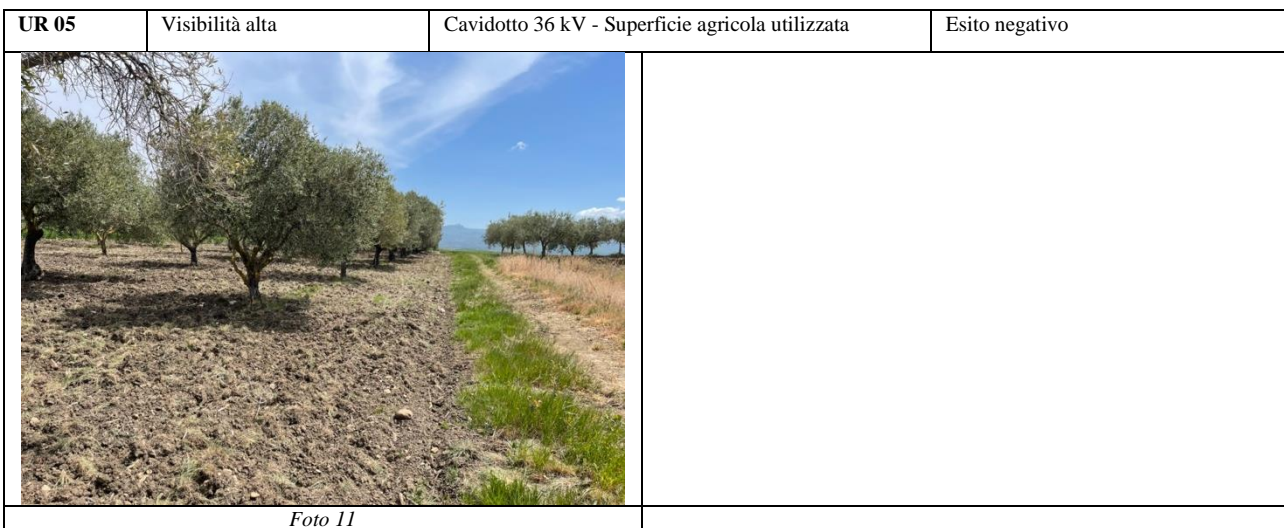 UR 05 Visibilità alta Cavidotto 36 kV - Superficie agricola utilizzata Esito negativo
Foto 11